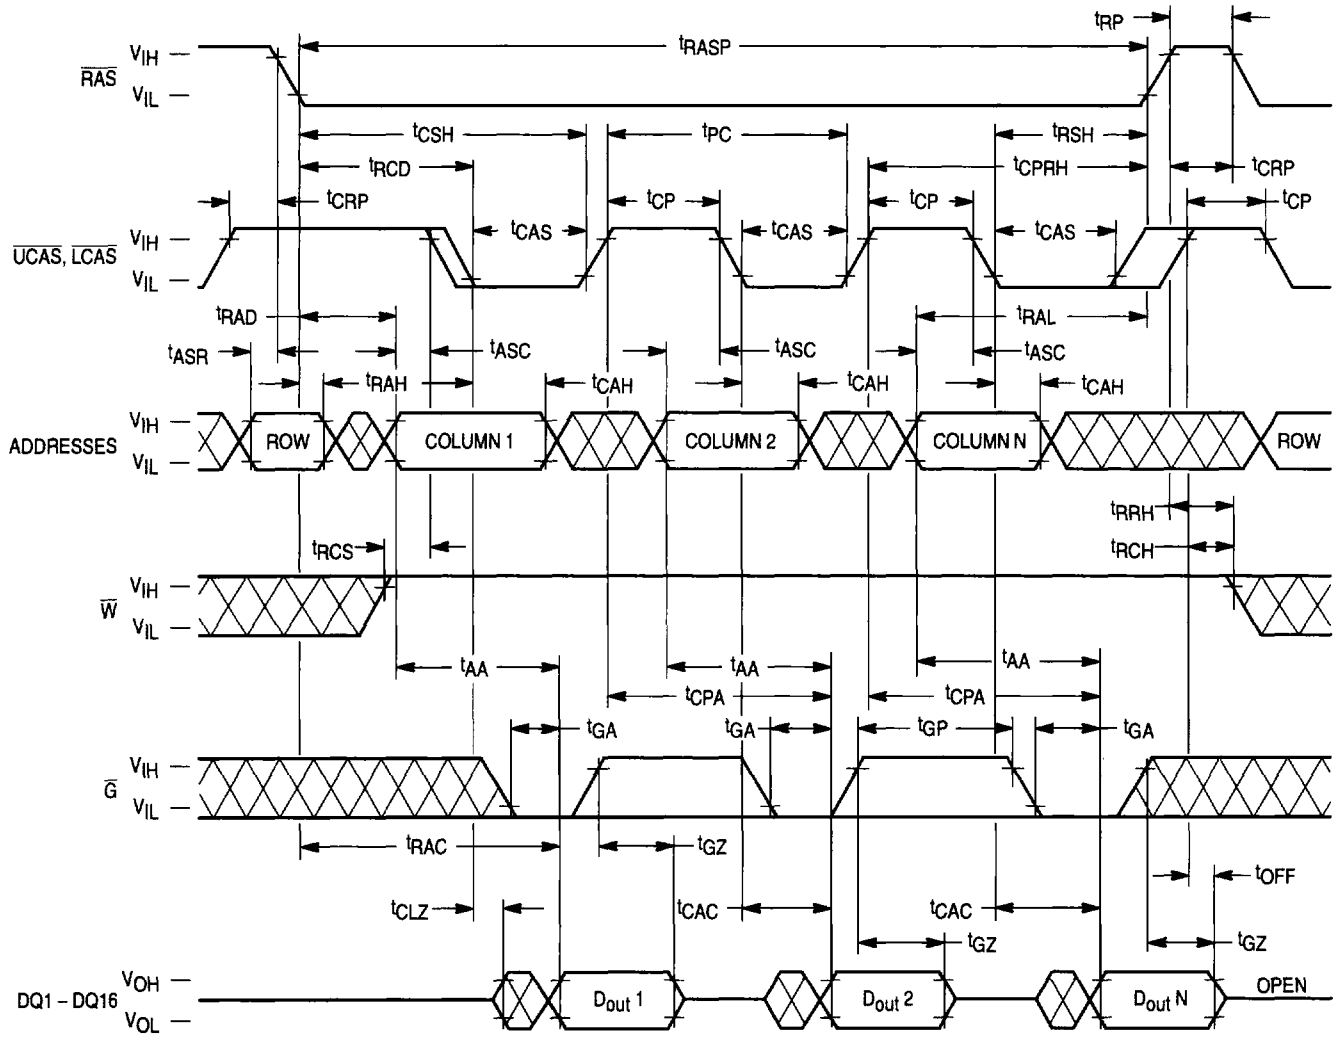 tRP
VIH
tRASP
RAS
VIL
tCSH tPC tRSH
tRCD tCPRH tCRP
tCRP tCP tCP tCP
tCAS tCAS tCAS
VIH
UCAS, LCAS
VIL
tRAD tRAL
tASR tASC tASC tASC
tRAH tCAH tCAH tCAH
VIH
ADDRESSES ROW COLUMN 1 COLUMN 2 COLUMN N ROW
VIL
tRRH
tRCS tRCH
VIH
W
VIL
tAA tAA tAA
tCPA tCPA
tGA tGA tGP tGA
VIH
G
VIL
tRAC tGZ
tOFF
tCLZ tCAC tCAC
tGZ tGZ
VOH
DQ1 – DQ16 Dout 1 Dout 2 Dout N OPEN
VOL